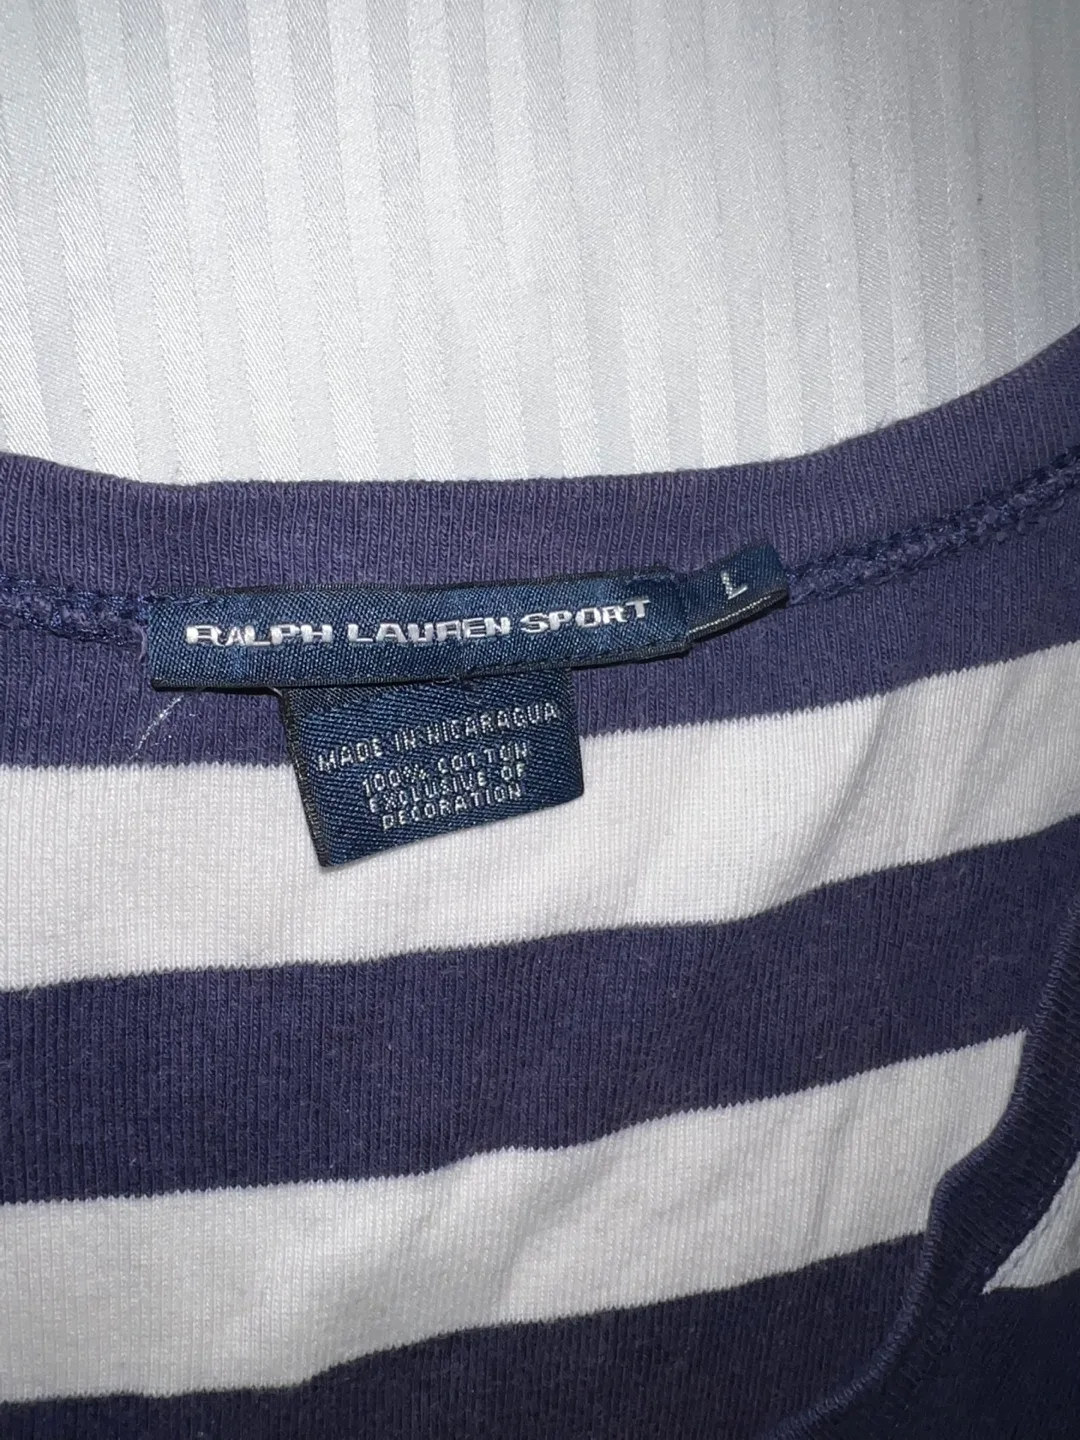 RALPH LAUREN SPORT
L
MADE IN NICARAGUA
100% COTTON
EXCLUSIVE OF
DECORATION